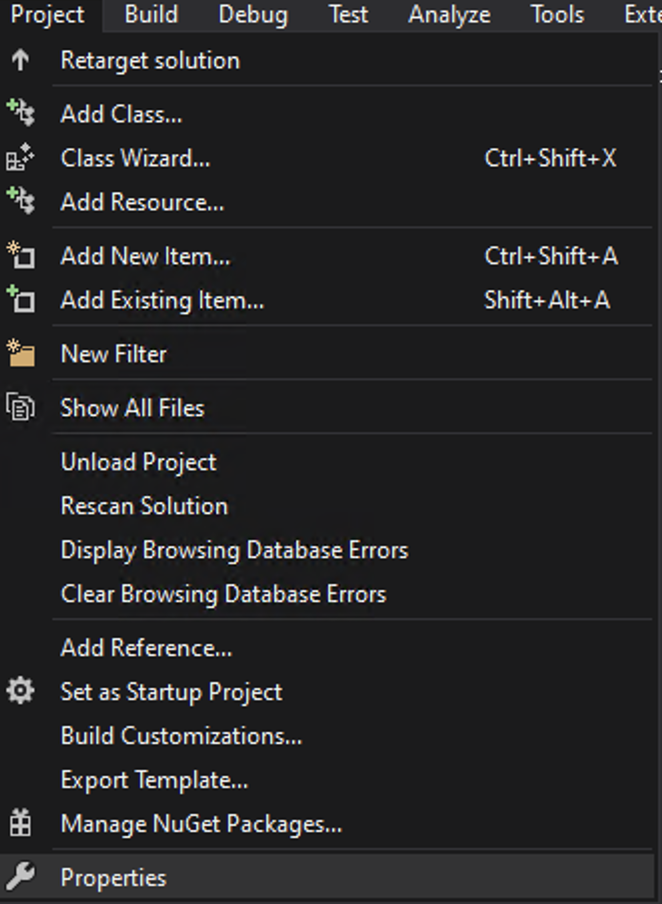 Project Build Debug Test Analyze Tools Exte
Retarget solution
Add Class...
Class Wizard... Ctrl+Shift+X
Add Resource...
Add New Item... Ctrl+Shift+A
Add Existing Item... Shift+Alt+A
New Filter
Show All Files
Unload Project
Rescan Solution
Display Browsing Database Errors
Clear Browsing Database Errors
Add Reference...
Set as Startup Project
Build Customizations...
Export Template...
Manage NuGet Packages...
Properties